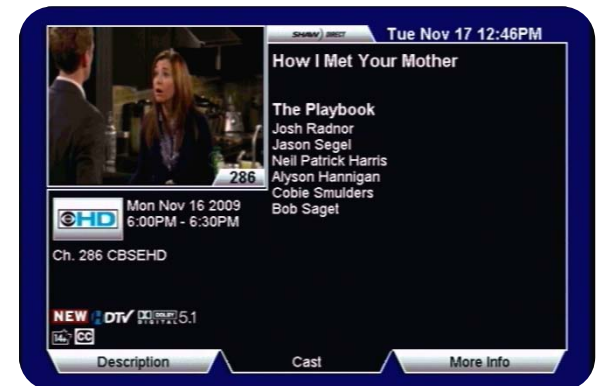 SHAW) DIRECT
Tue Nov 17 12:46PM
How I Met Your Mother
The Playbook
Josh Radnor
Jason Segel
Neil Patrick Harris
Alyson Hannigan
Cobie Smulders
Bob Saget
286
HD
Mon Nov 16 2009
6:00PM - 6:30PM
Ch. 286 CBSEHD
NEW HDTV DOLBY DIGITAL 5.1
14+ CC
Description
Cast
More Info